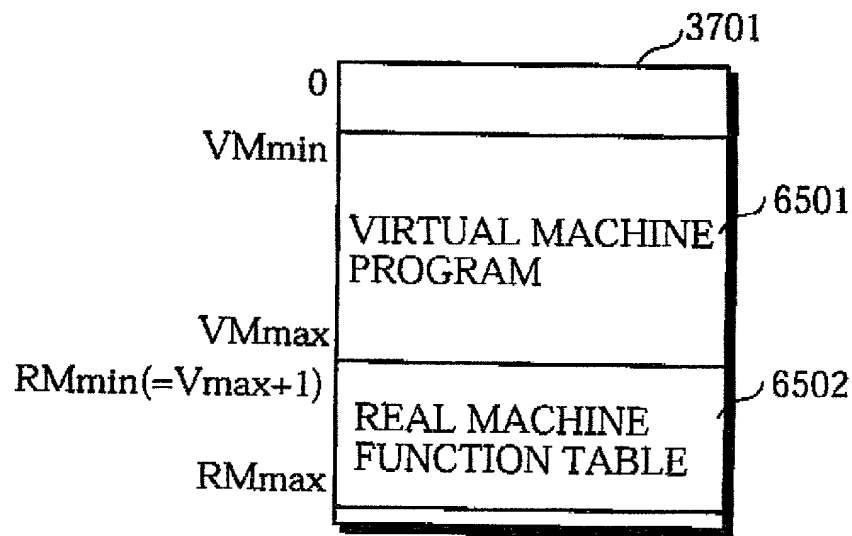 3701
0
VMmin
6501
VIRTUAL MACHINE
PROGRAM
VMmax
RMmin(=Vmax+1)
6502
REAL MACHINE
FUNCTION TABLE
RMmax